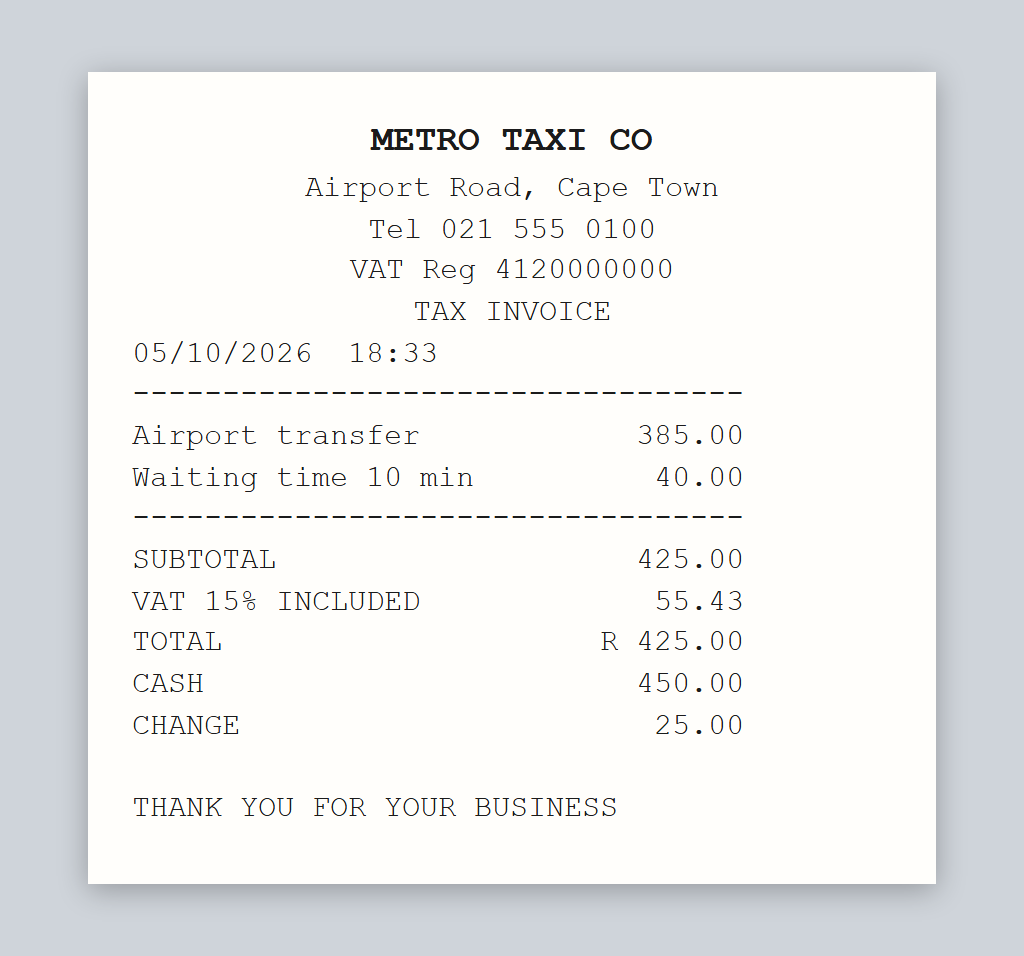 METRO TAXI CO
Airport Road, Cape Town
Tel 021 555 0100
VAT Reg 4120000000
TAX INVOICE
05/10/2026  18:33
----------------------------------
Airport transfer            385.00
Waiting time 10 min          40.00
----------------------------------
SUBTOTAL                    425.00
VAT 15% INCLUDED             55.43
TOTAL                     R 425.00
CASH                        450.00
CHANGE                       25.00
THANK YOU FOR YOUR BUSINESS